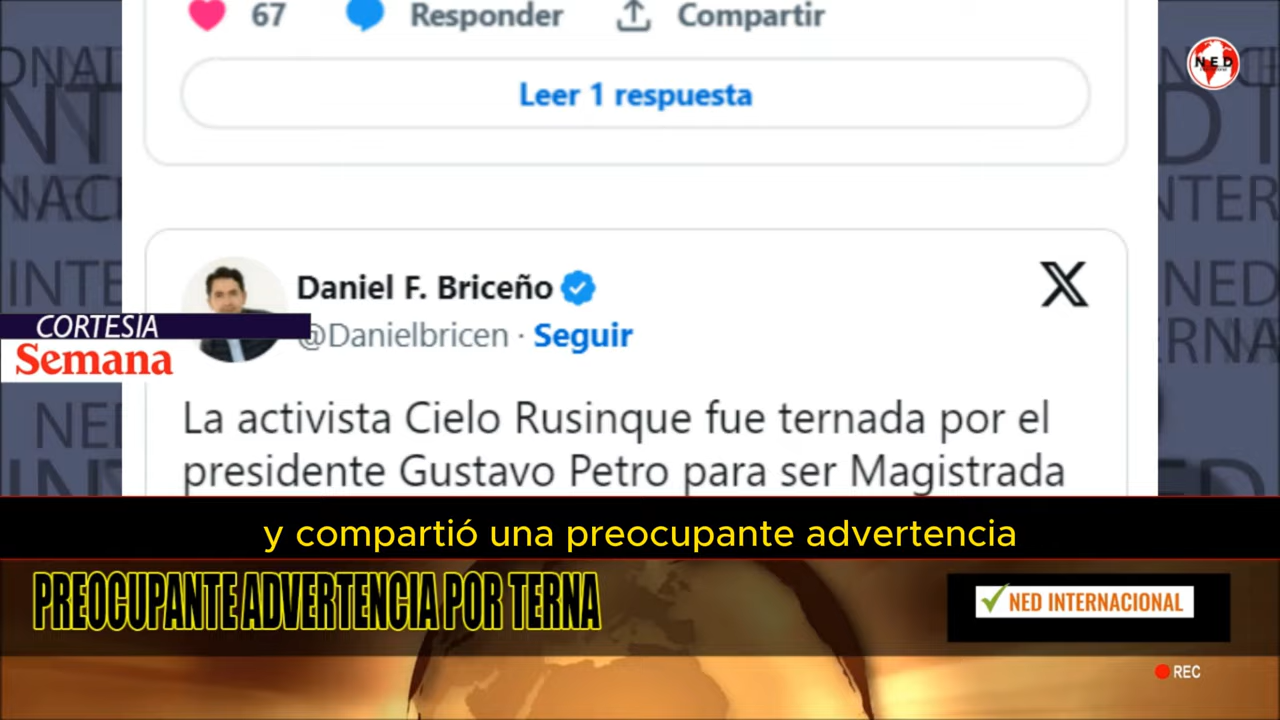 67 Responder Compartir
Leer 1 respuesta
NED
Daniel F. Briceño
@Danielbricen · Seguir
CORTESIA
Semana
La activista Cielo Rusinque fue ternada por el
presidente Gustavo Petro para ser Magistrada
y compartió una preocupante advertencia
PREOCUPANTE ADVERTENCIA POR TERNA
NED INTERNACIONAL
REC